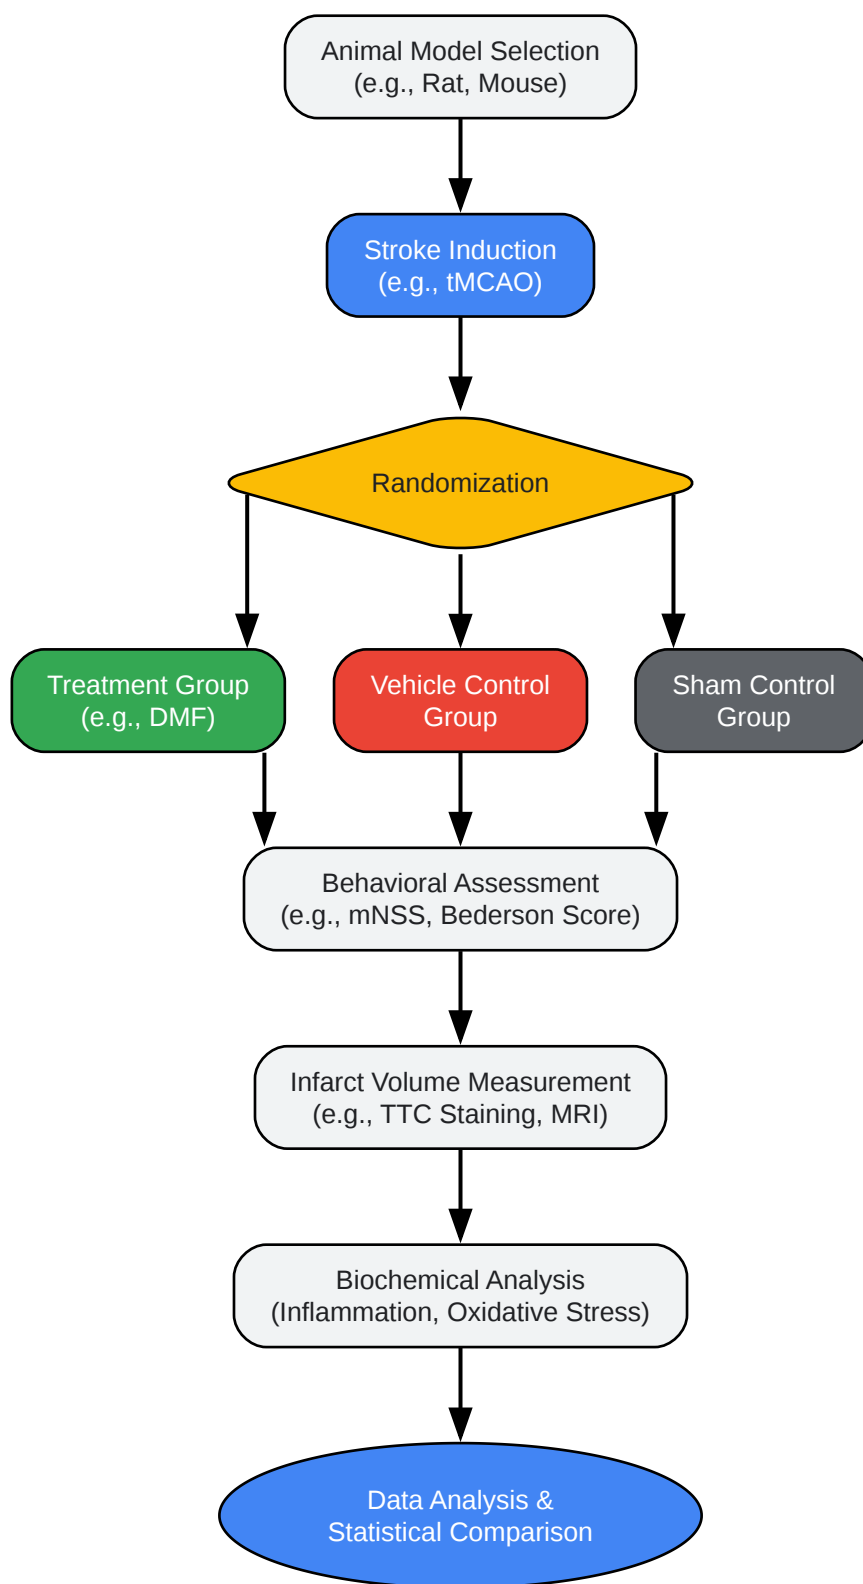 Animal Model Selection
(e.g., Rat, Mouse)
Stroke Induction
(e.g., tMCAO)
Randomization
Treatment Group
(e.g., DMF)
Vehicle Control
Group
Sham Control
Group
Behavioral Assessment
(e.g., mNSS, Bederson Score)
Infarct Volume Measurement
(e.g., TTC Staining, MRI)
Biochemical Analysis
(Inflammation, Oxidative Stress)
Data Analysis &
Statistical Comparison